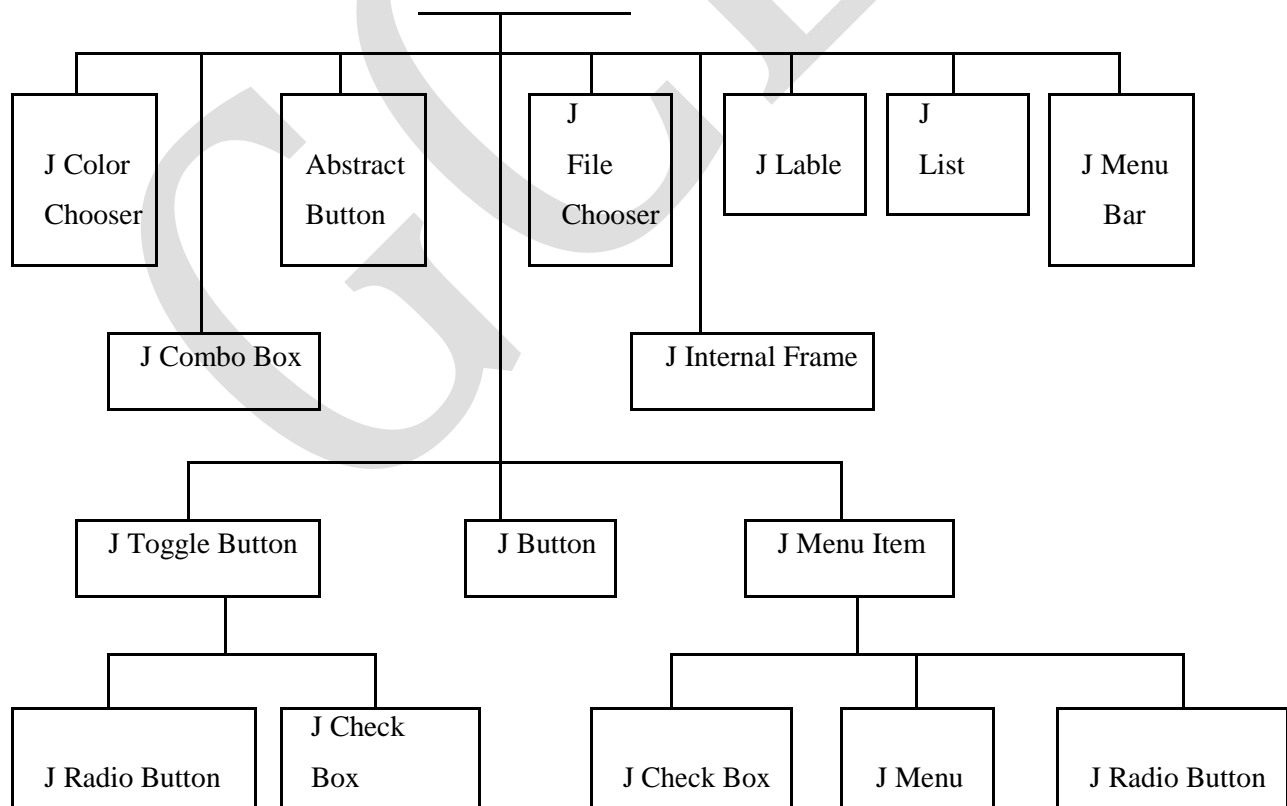 J Color
Chooser
Abstract
Button
J
File
Chooser
J Lable
J
List
J Menu
Bar
J Combo Box
J Internal Frame
J Toggle Button
J Button
J Menu Item
J Radio Button
J Check
Box
J Check Box
J Menu
J Radio Button